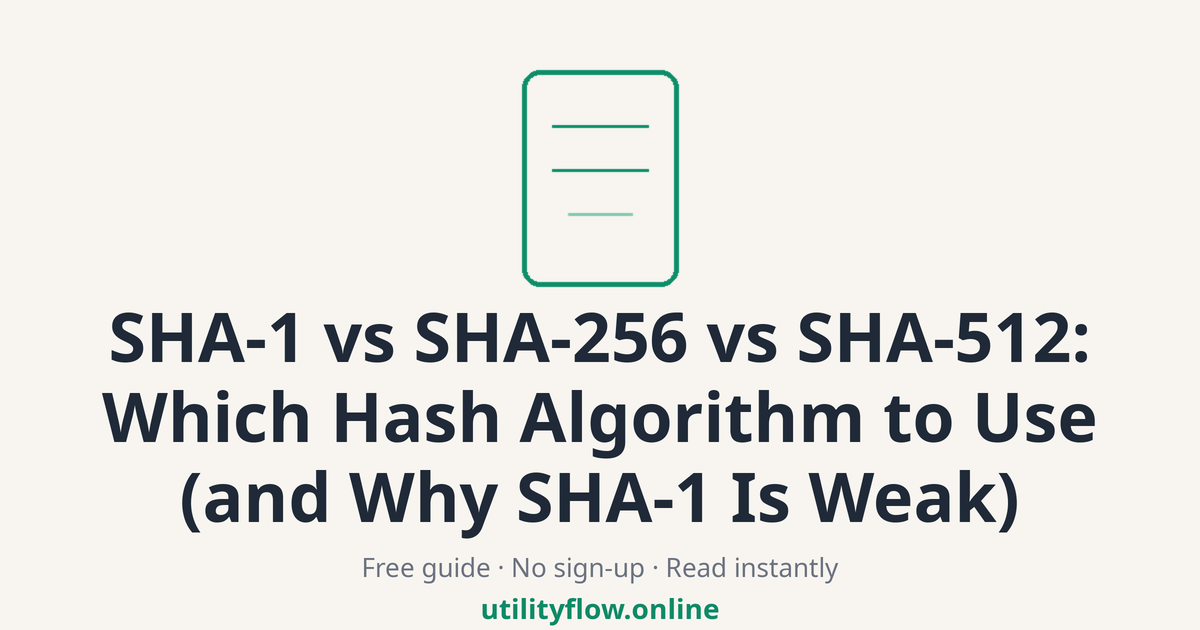 SHA-1 vs SHA-256 vs SHA-512:
Which Hash Algorithm to Use
(and Why SHA-1 Is Weak)
Free guide · No sign-up · Read instantly
utilityflow.online